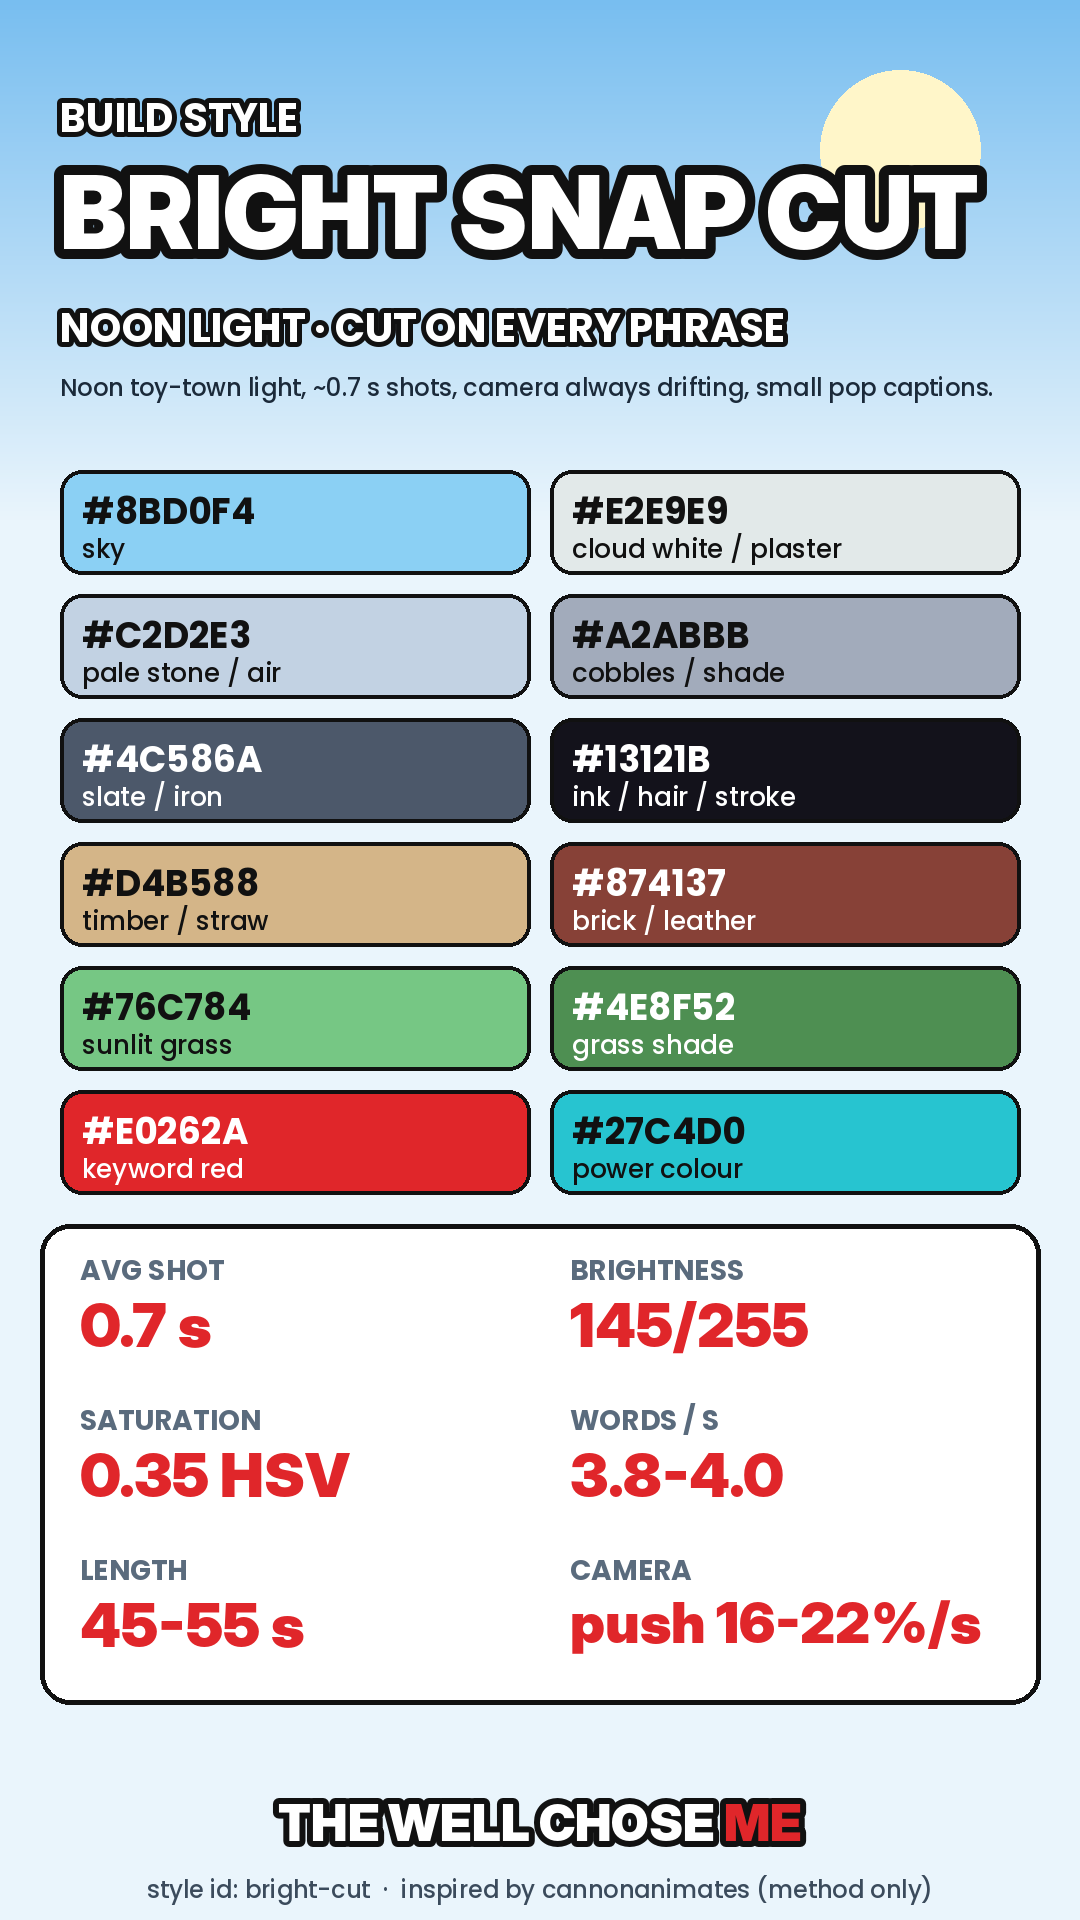 BUILD STYLE
BRIGHT SNAP CUT
NOON LIGHT • CUT ON EVERY PHRASE
Noon toy-town light, ~0.7 s shots, camera always drifting, small pop captions.
#8BD0F4
sky
#E2E9E9
cloud white / plaster
#C2D2E3
pale stone / air
#A2ABBB
cobbles / shade
#4C586A
slate / iron
#13121B
ink / hair / stroke
#D4B588
timber / straw
#874137
brick / leather
#76C784
sunlit grass
#4E8F52
grass shade
#E0262A
keyword red
#27C4D0
power colour
AVG SHOT
0.7 s
BRIGHTNESS
145/255
SATURATION
0.35 HSV
WORDS / S
3.8-4.0
LENGTH
45-55 s
CAMERA
push 16-22%/s
THE WELL CHOSE ME
style id: bright-cut · inspired by cannonanimates (method only)